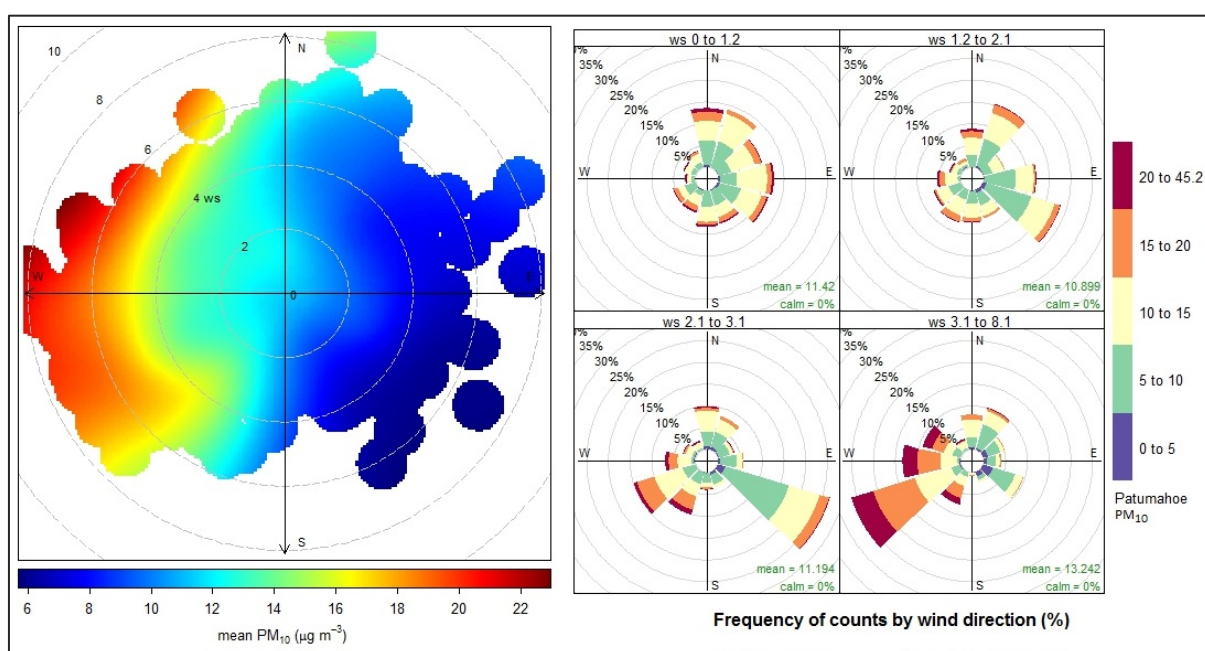 10
N
8
6
4 ws
2
W
0
E
S
6 8 10 12 14 16 18 20 22
mean PM10 (μg m−3)
ws 0 to 1.2
0%
35%
30%
25%
20%
15%
10%
5%
N
W
E
S
mean = 11.42
calm = 0%
ws 1.2 to 2.1
0%
35%
30%
25%
20%
15%
10%
5%
N
W
E
S
mean = 10.899
calm = 0%
ws 2.1 to 3.1
0%
35%
30%
25%
20%
15%
10%
5%
N
W
E
S
mean = 11.194
calm = 0%
ws 3.1 to 8.1
0%
35%
30%
25%
20%
15%
10%
5%
N
W
E
S
mean = 13.242
calm = 0%
20 to 45.2
15 to 20
10 to 15
5 to 10
0 to 5
Patumahoe
PM10
Frequency of counts by wind direction (%)